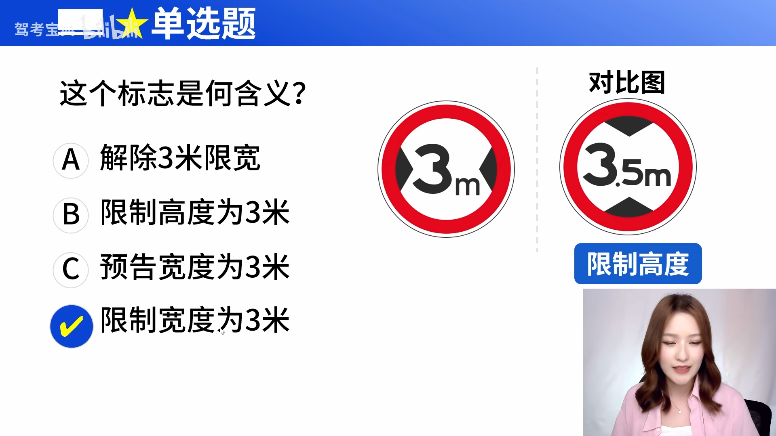 驾考宝典
bilibili
单选题
这个标志是何含义？
A 解除3米限宽
B 限制高度为3米
C 预告宽度为3米
✔ 限制宽度为3米
3m
对比图
3.5m
限制高度